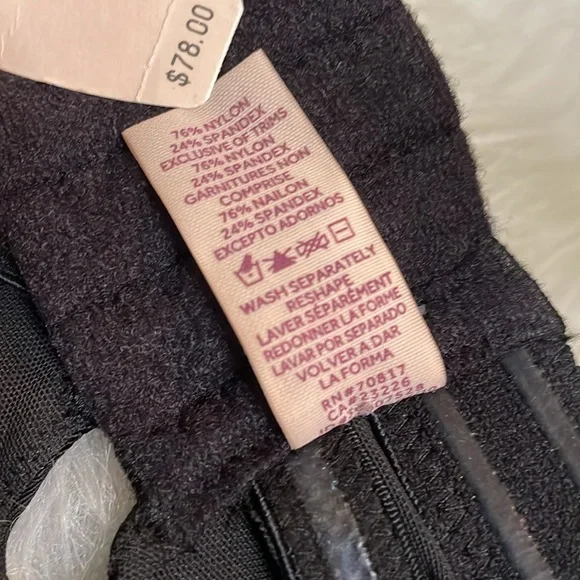 $78.00
76% NYLON
24% SPANDEX
EXCLUSIVE OF TRIMS
76% NYLON
24% SPANDEX
GARNITURES NON
COMPRISE
76% NAILON
24% SPANDEX
EXCEPTO ADORNOS
WASH SEPARATELY
RESHAPE
LAVER SÉPARÉMENT
REDONNER LA FORME
LAVAR POR SEPARADO
VOLVER A DAR
LA FORMA
RN#70817
CA#23226